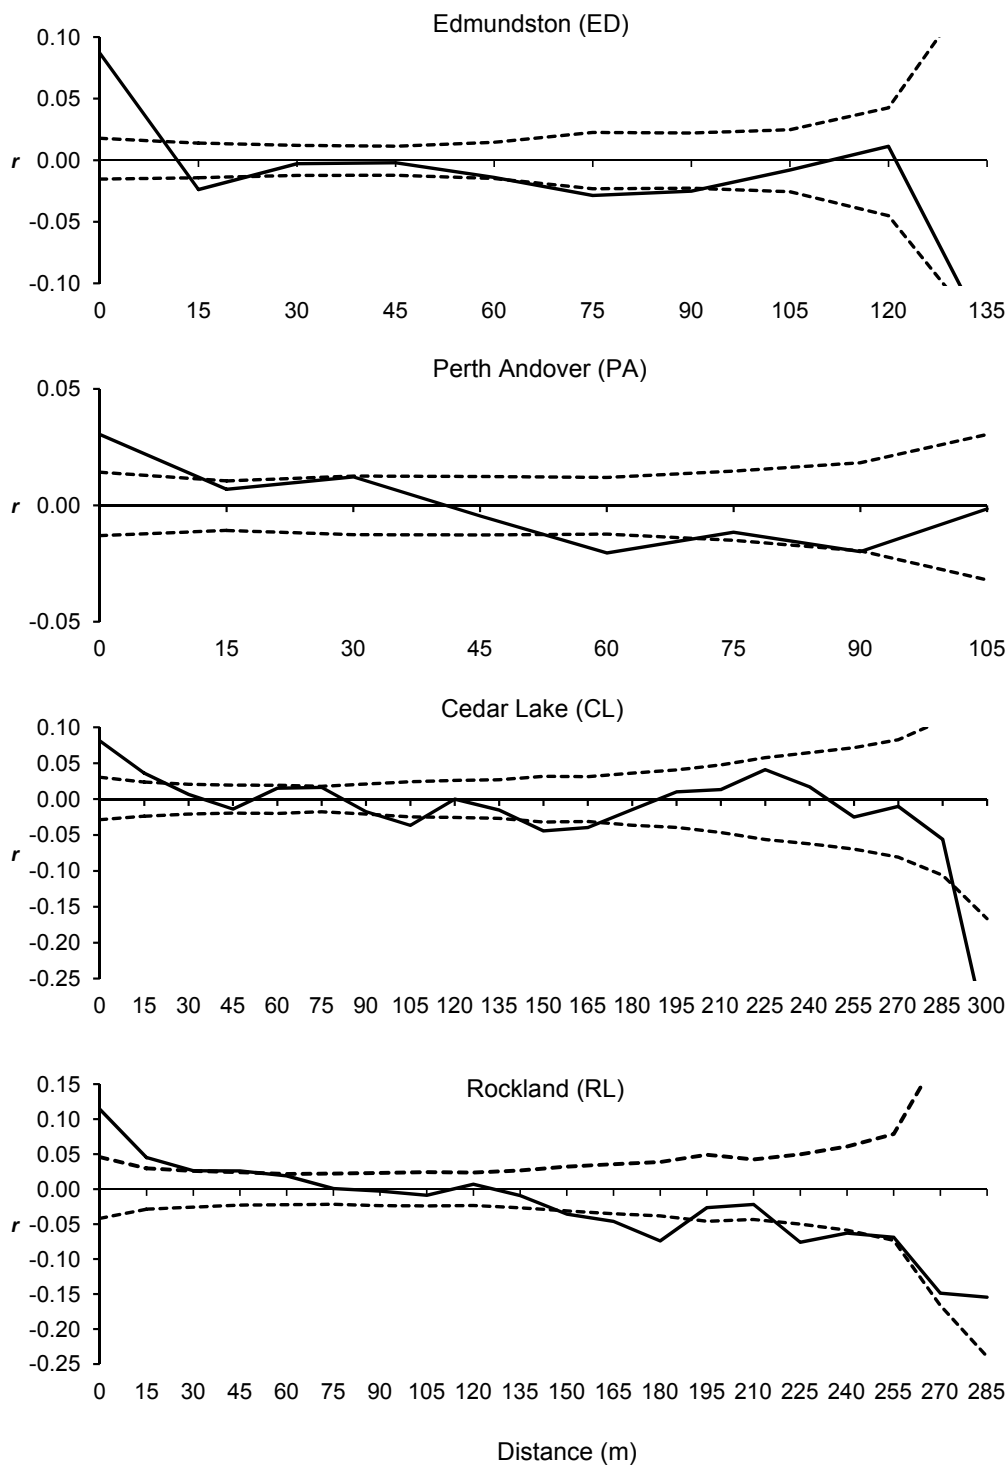 Edmundston (ED)
0.10
0.05
0.00
-0.05
-0.10
r
0 15 30 45 60 75 90 105 120 135
Perth Andover (PA)
0.05
0.00
-0.05
r
0 15 30 45 60 75 90 105
Cedar Lake (CL)
0.10
0.05
0.00
-0.05
-0.10
-0.15
-0.20
-0.25
r
0 15 30 45 60 75 90 105 120 135 150 165 180 195 210 225 240 255 270 285 300
Rockland (RL)
0.15
0.10
0.05
0.00
-0.05
-0.10
-0.15
-0.20
-0.25
r
0 15 30 45 60 75 90 105 120 135 150 165 180 195 210 225 240 255 270 285
Distance (m)